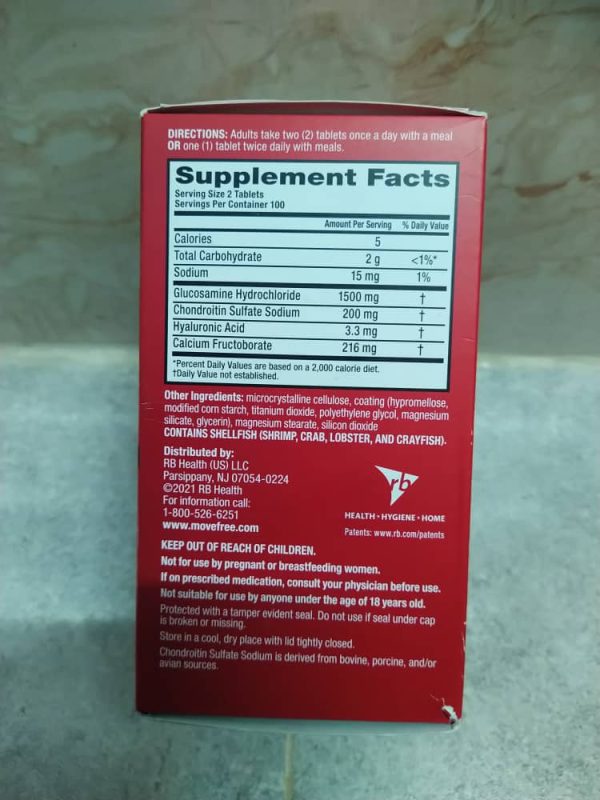 DIRECTIONS: Adults take two (2) tablets once a day with a meal
OR one (1) tablet twice daily with meals.
Supplement Facts
Serving Size 2 Tablets
Servings Per Container 100
Amount Per Serving % Daily Value
Calories 5
Total Carbohydrate 2 g <1%*
Sodium 15 mg 1%
Glucosamine Hydrochloride 1500 mg †
Chondroitin Sulfate Sodium 200 mg †
Hyaluronic Acid 3.3 mg †
Calcium Fructoborate 216 mg †
*Percent Daily Values are based on a 2,000 calorie diet.
†Daily Value not established.
Other Ingredients: microcrystalline cellulose, coating (hypromellose,
modified corn starch, titanium dioxide, polyethylene glycol, magnesium
silicate, glycerin), magnesium stearate, silicon dioxide
CONTAINS SHELLFISH (SHRIMP, CRAB, LOBSTER, AND CRAYFISH).
Distributed by:
RB Health (US) LLC
Parsippany, NJ 07054-0224
©2021 RB Health
For information call:
1-800-526-6251
www.movefree.com
rb
HEALTH • HYGIENE • HOME
Patents: www.rb.com/patents
KEEP OUT OF REACH OF CHILDREN.
Not for use by pregnant or breastfeeding women.
If on prescribed medication, consult your physician before use.
Not suitable for use by anyone under the age of 18 years old.
Protected with a tamper evident seal. Do not use if seal under cap
is broken or missing.
Store in a cool, dry place with lid tightly closed.
Chondroitin Sulfate Sodium is derived from bovine, porcine, and/or
avian sources.